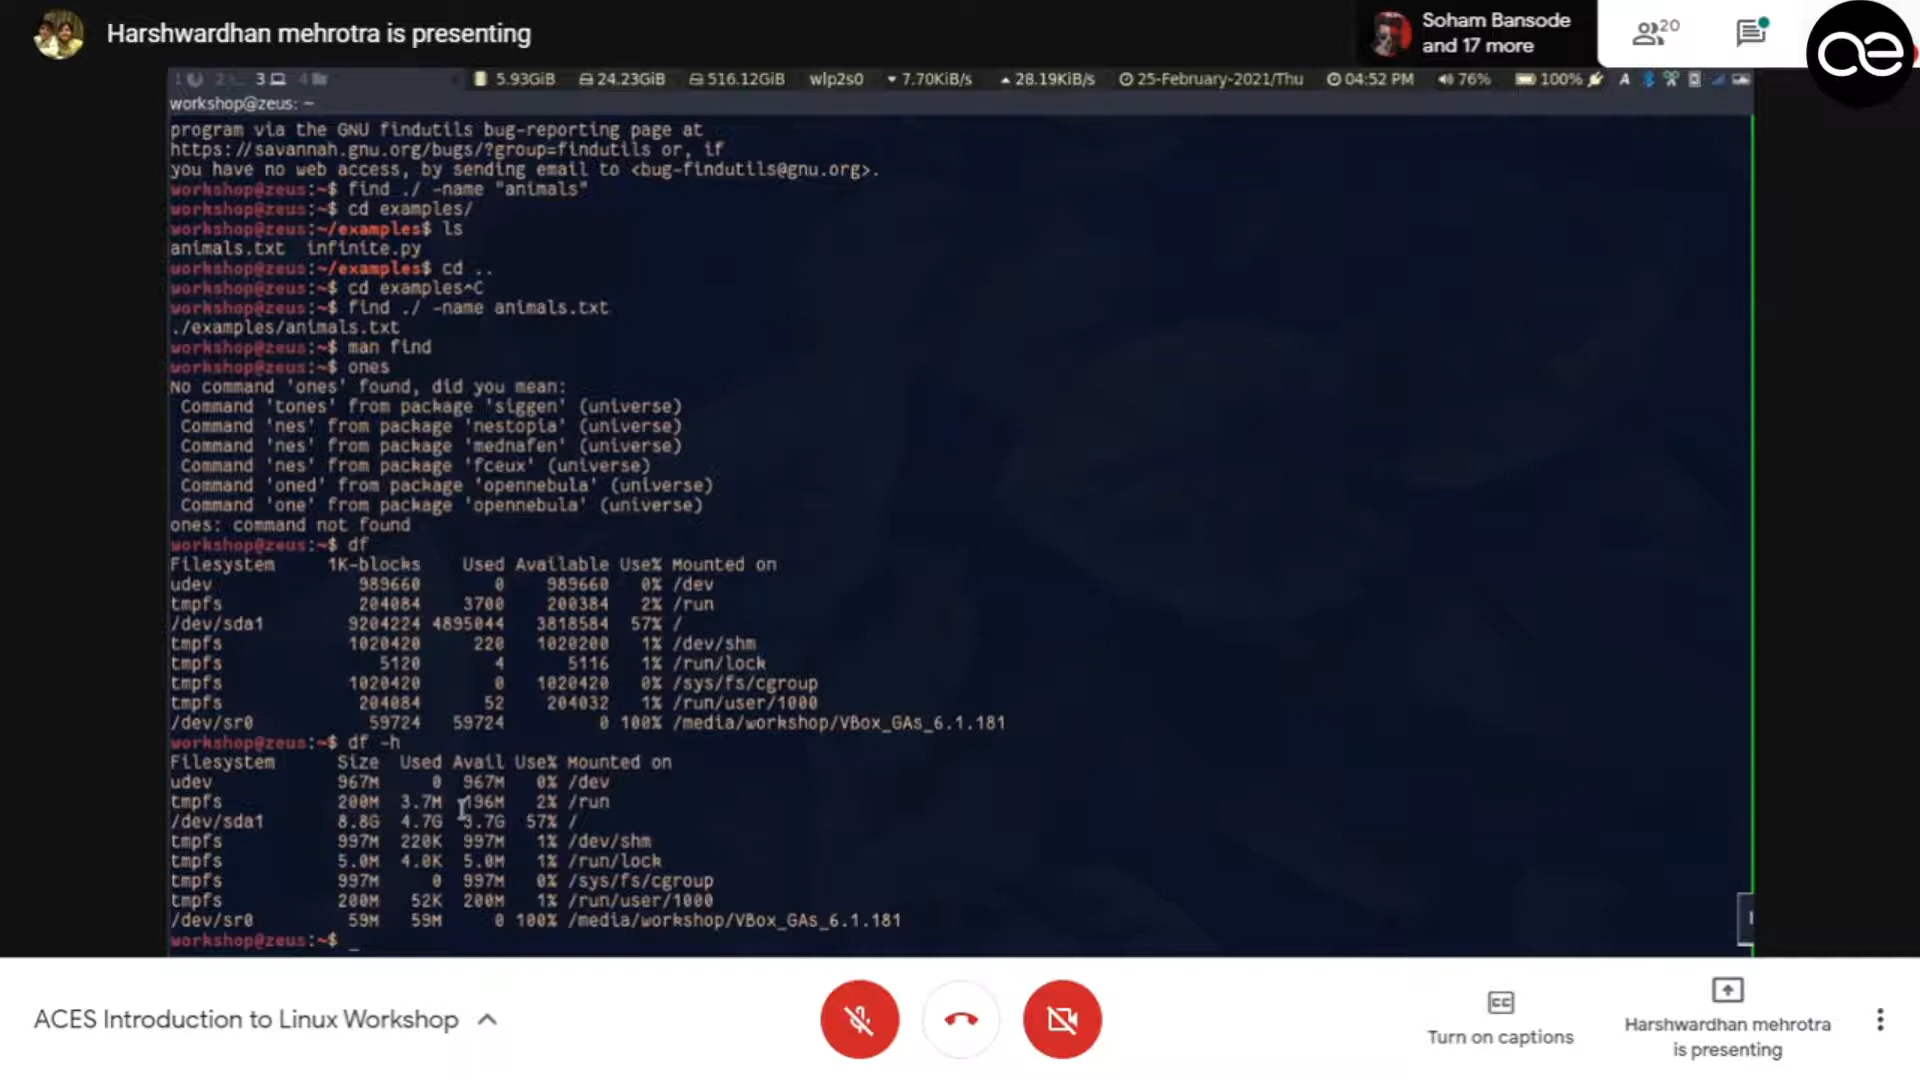 Harshwardhan mehrotra is presenting
Soham Bansode
and 17 more
20
1 2 3 4
5.93GiB 24.23GiB 516.12GiB wlp2s0 7.70KiB/s 28.19KiB/s 25-February-2021/Thu 04:52 PM 76% 100% A
workshop@zeus: ~
program via the GNU findutils bug-reporting page at
https://savannah.gnu.org/bugs/?group=findutils or, if
you have no web access, by sending email to <bug-findutils@gnu.org>.
workshop@zeus:~$ find ./ -name "animals"
workshop@zeus:~$ cd examples/
workshop@zeus:~/examples$ ls
animals.txt infinite.py
workshop@zeus:~/examples$ cd ..
workshop@zeus:~$ cd examples^C
workshop@zeus:~$ find ./ -name animals.txt
./examples/animals.txt
workshop@zeus:~$ man find
workshop@zeus:~$ ones
No command 'ones' found, did you mean:
Command 'tones' from package 'siggen' (universe)
Command 'nes' from package 'nestopia' (universe)
Command 'nes' from package 'mednafen' (universe)
Command 'nes' from package 'fceux' (universe)
Command 'oned' from package 'opennebula' (universe)
Command 'one' from package 'opennebula' (universe)
ones: command not found
workshop@zeus:~$ df
Filesystem 1K-blocks Used Available Use% Mounted on
udev 989660 0 989660 0% /dev
tmpfs 204084 3700 200384 2% /run
/dev/sda1 9204224 4895044 3818584 57% /
tmpfs 1020420 220 1020200 1% /dev/shm
tmpfs 5120 4 5116 1% /run/lock
tmpfs 1020420 0 1020420 0% /sys/fs/cgroup
tmpfs 204084 52 204032 1% /run/user/1000
/dev/sr0 59724 59724 0 100% /media/workshop/VBox_GAs_6.1.181
workshop@zeus:~$ df -h
Filesystem Size Used Avail Use% Mounted on
udev 967M 0 967M 0% /dev
tmpfs 200M 3.7M 196M 2% /run
/dev/sda1 8.8G 4.7G 3.7G 57% /
tmpfs 997M 220K 997M 1% /dev/shm
tmpfs 5.0M 4.0K 5.0M 1% /run/lock
tmpfs 997M 0 997M 0% /sys/fs/cgroup
tmpfs 200M 52K 200M 1% /run/user/1000
/dev/sr0 59M 59M 0 100% /media/workshop/VBox_GAs_6.1.181
workshop@zeus:~$ _
ACES Introduction to Linux Workshop
CC
Turn on captions
Harshwardhan mehrotra
is presenting